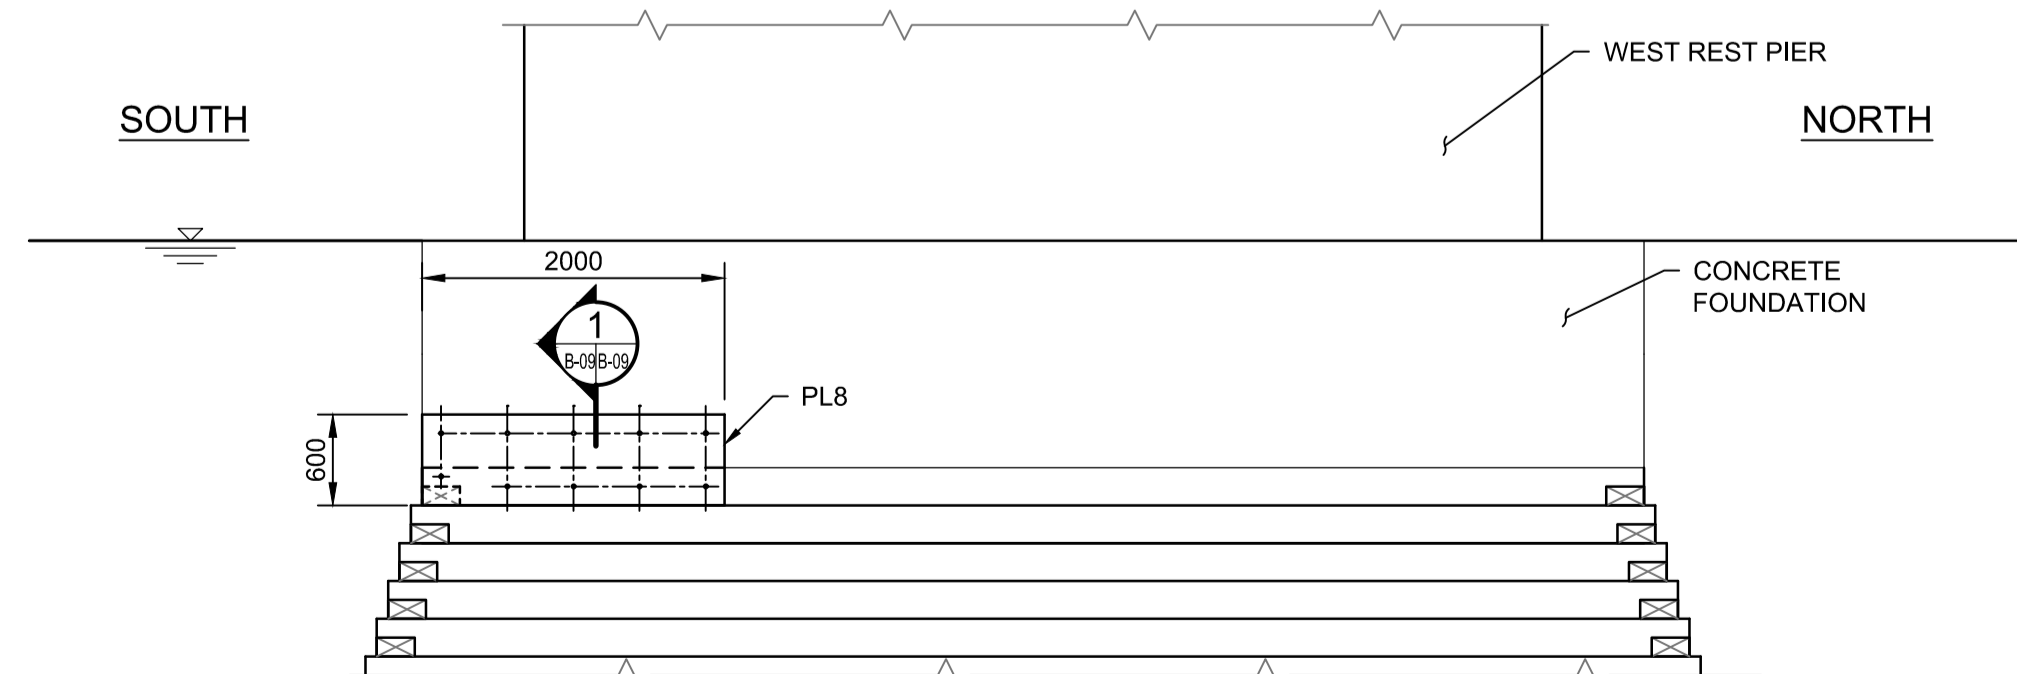 WEST REST PIER
SOUTH
NORTH
2000
CONCRETE
FOUNDATION
1
B-09 B-09
PL8
600